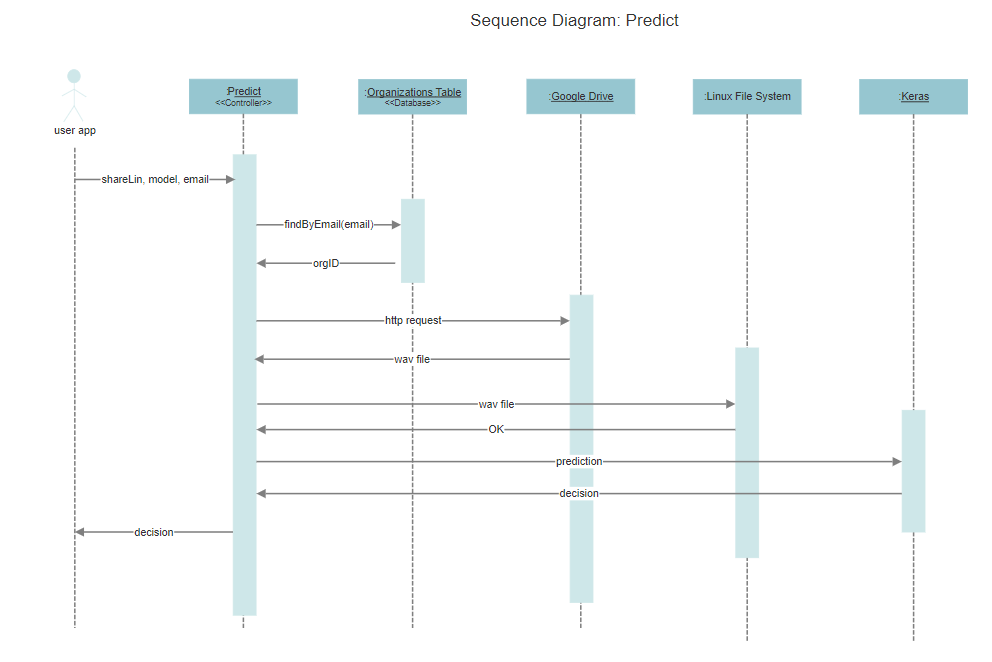 Sequence Diagram: Predict
user app
:Predict
<<Controller>>
:Organizations Table
<<Database>>
:Google Drive
:Linux File System
:Keras
shareLin, model, email
findByEmail(email)
orgID
http request
wav file
wav file
OK
prediction
decision
decision